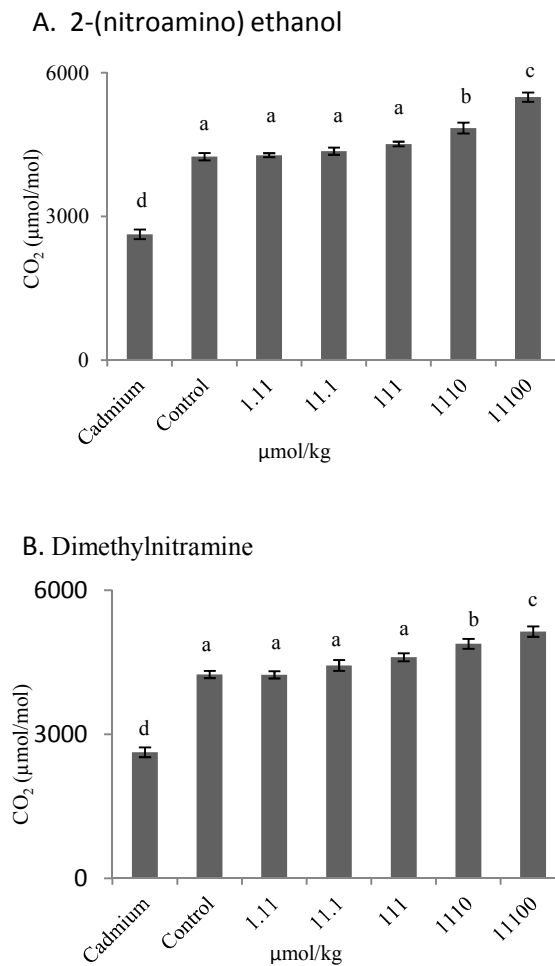 A. 2-(nitroamino) ethanol
6000
3000
0
CO₂ (µmol/mol)
d
a
a
a
a
b
c
Cadmium
Control
1.11
11.1
111
1110
11100
µmol/kg
B. Dimethylnitramine
6000
3000
0
CO₂ (µmol/mol)
d
a
a
a
a
b
c
Cadmium
Control
1.11
11.1
111
1110
11100
µmol/kg